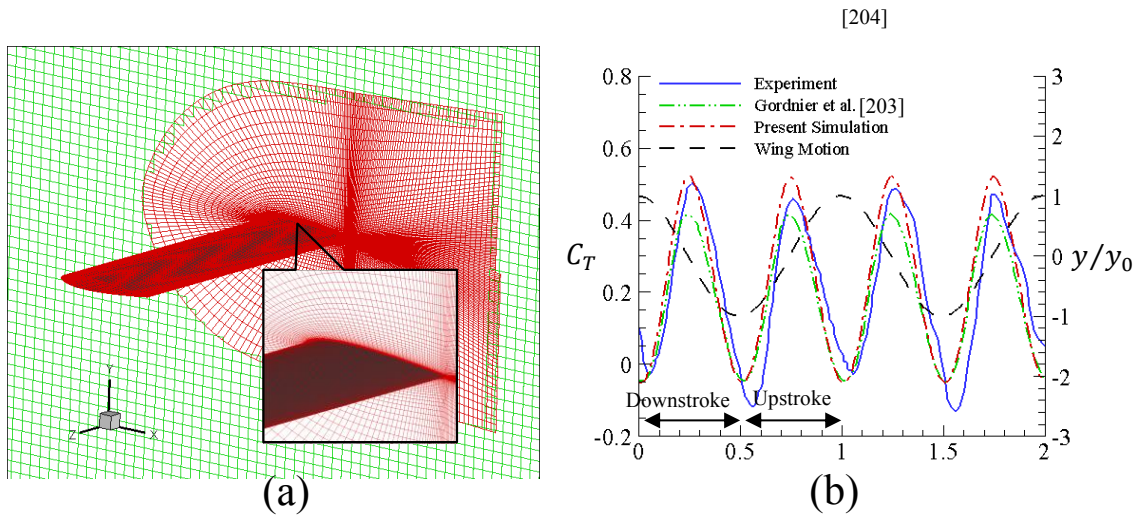 [204]
Y
Z
X
(a)
0.8
0.6
0.4
0.2
0
-0.2
C_T
Experiment
Gordnier et al. [203]
Present Simulation
Wing Motion
Downstroke
Upstroke
3
2
1
0
-1
-2
-3
y/y_0
0
0.5
1
1.5
2
(b)